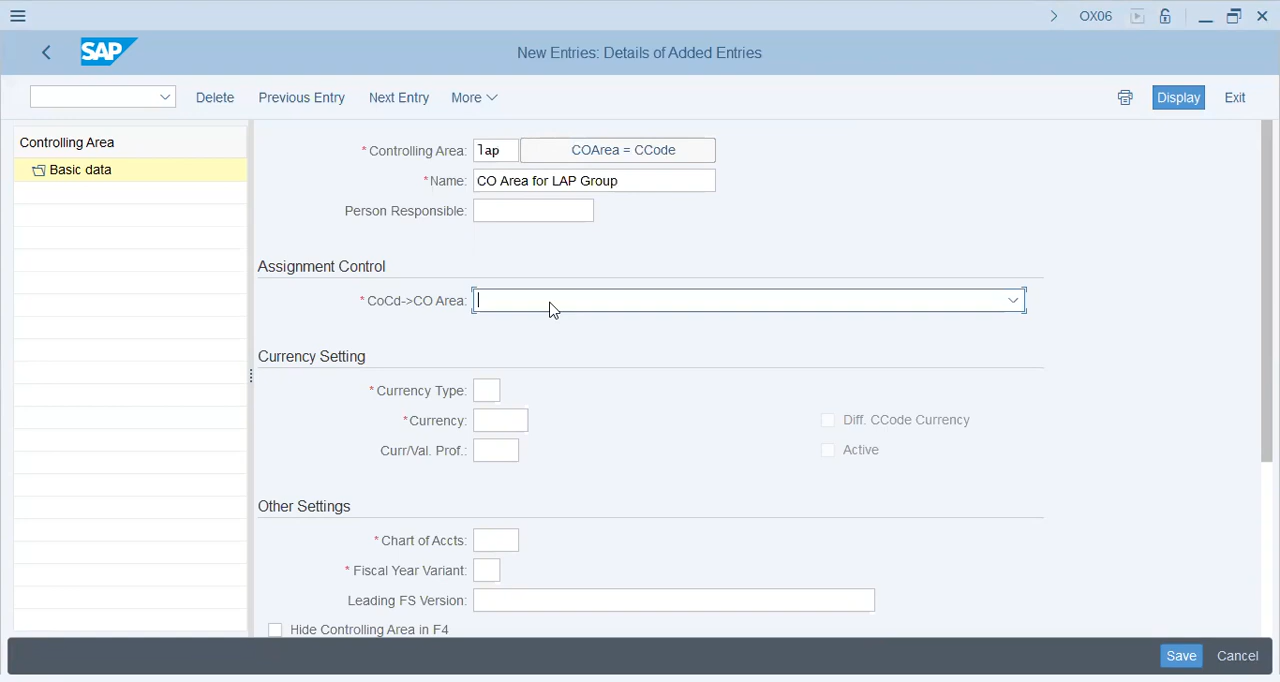 OX06
SAP
New Entries: Details of Added Entries
Delete Previous Entry Next Entry More Display Exit
Controlling Area
Basic data
* Controlling Area: lap COArea = CCode
* Name: CO Area for LAP Group
Person Responsible:
Assignment Control
* CoCd->CO Area:
Currency Setting
* Currency Type:
* Currency: Diff. CCode Currency
Curr/Val. Prof.: Active
Other Settings
* Chart of Accts:
* Fiscal Year Variant:
Leading FS Version:
Hide Controlling Area in F4
Save Cancel